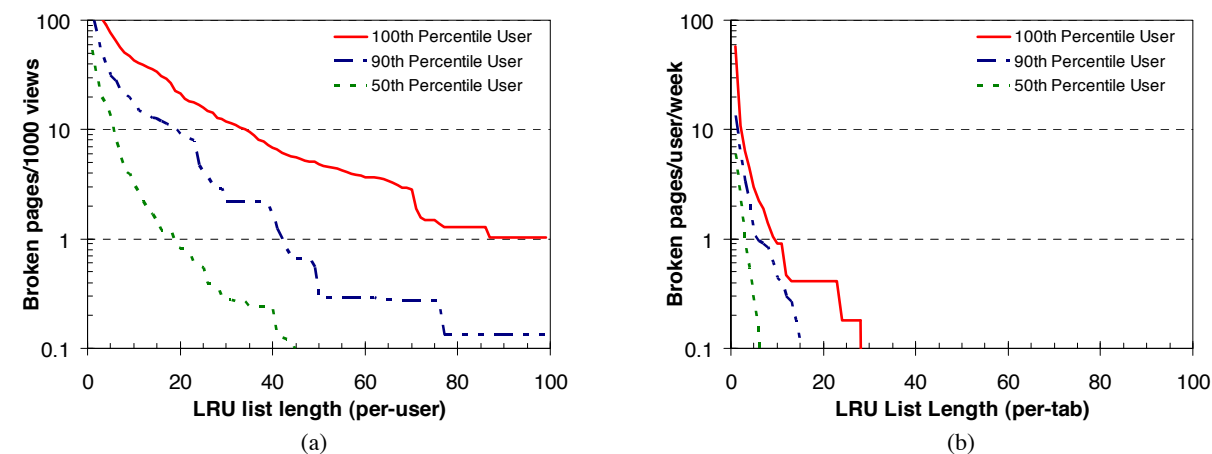 100
10
1
0.1
Broken pages/1000 views
100th Percentile User
90th Percentile User
50th Percentile User
0 20 40 60 80 100
LRU list length (per-user)
(a)
100
10
1
0.1
Broken pages/user/week
100th Percentile User
90th Percentile User
50th Percentile User
0 20 40 60 80 100
LRU List Length (per-tab)
(b)